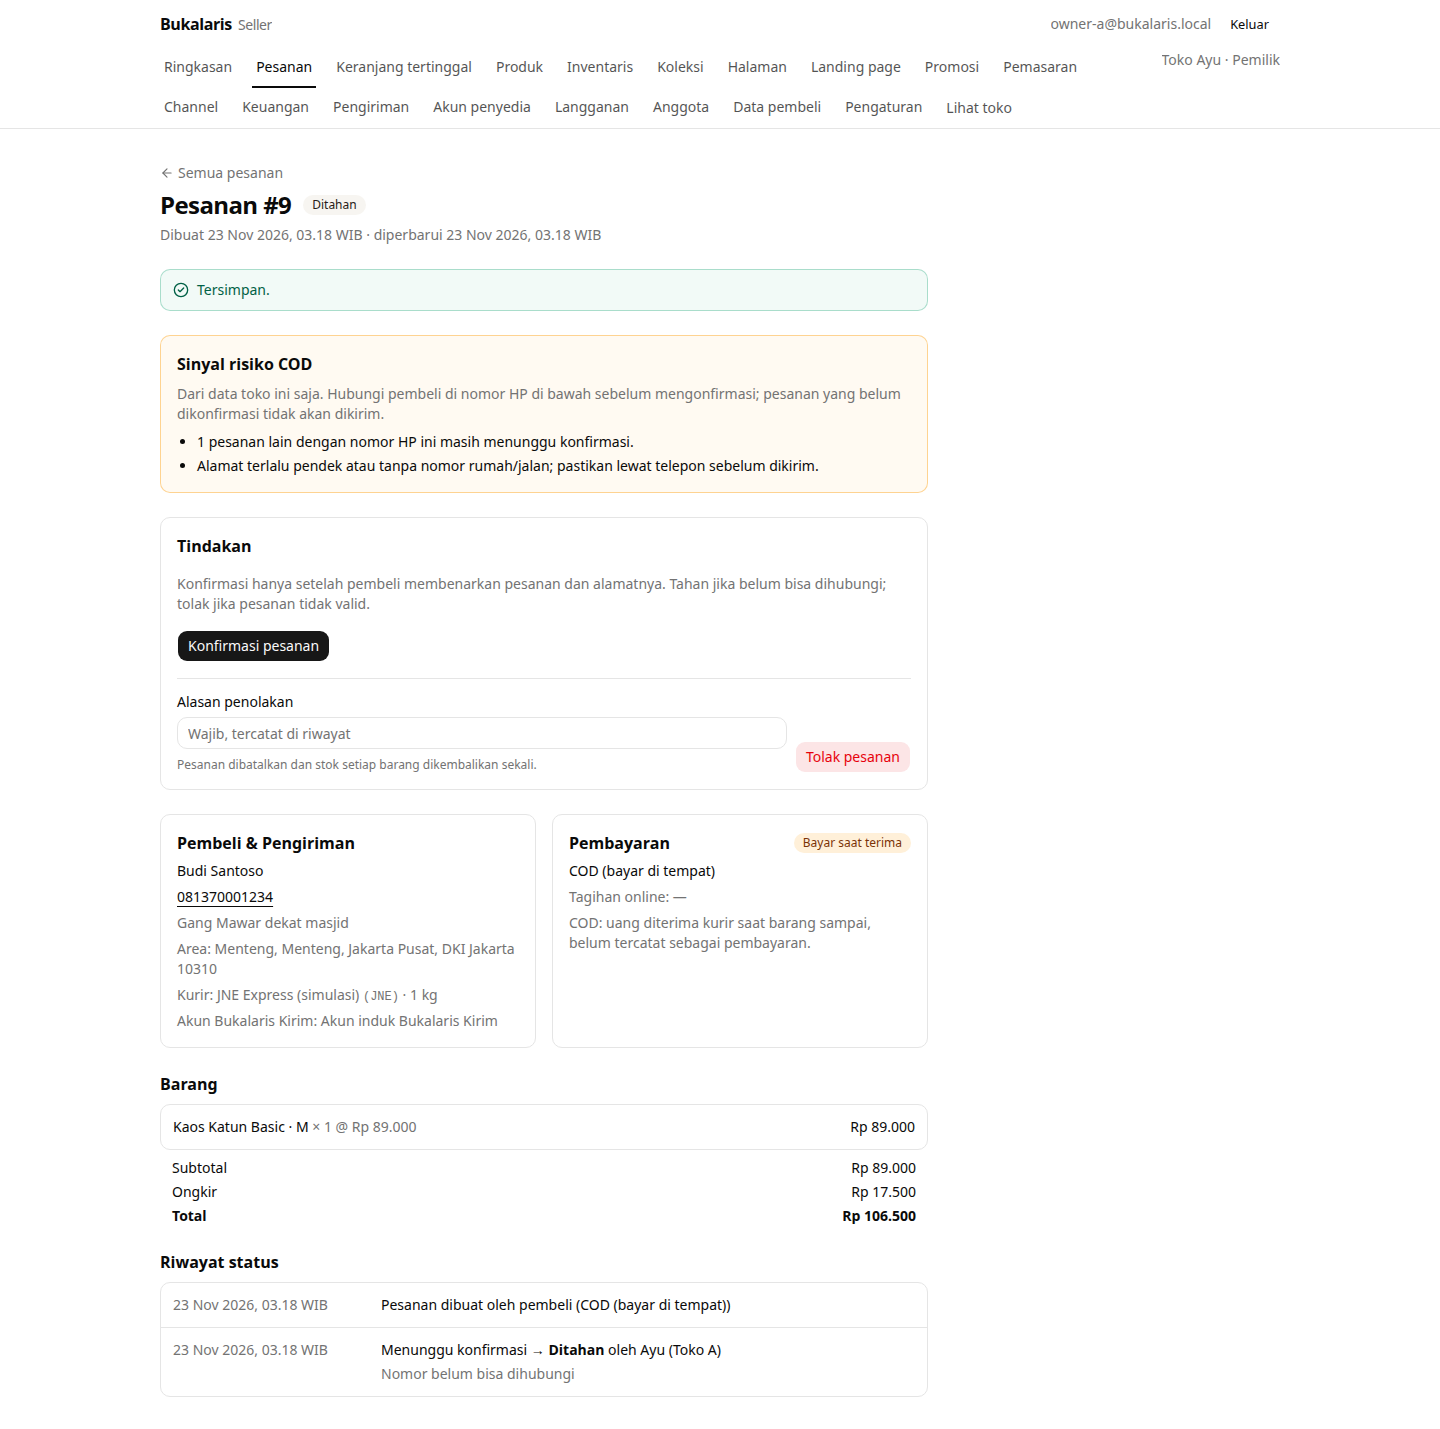 Bukalaris Seller
owner-a@bukalaris.local Keluar
Ringkasan Pesanan Keranjang tertinggal Produk Inventaris Koleksi Halaman Landing page Promosi Pemasaran
Toko Ayu · Pemilik
Channel Keuangan Pengiriman Akun penyedia Langganan Anggota Data pembeli Pengaturan Lihat toko
← Semua pesanan
Pesanan #9 Ditahan
Dibuat 23 Nov 2026, 03.18 WIB · diperbarui 23 Nov 2026, 03.18 WIB
Tersimpan.
Sinyal risiko COD
Dari data toko ini saja. Hubungi pembeli di nomor HP di bawah sebelum mengonfirmasi; pesanan yang belum
dikonfirmasi tidak akan dikirim.
• 1 pesanan lain dengan nomor HP ini masih menunggu konfirmasi.
• Alamat terlalu pendek atau tanpa nomor rumah/jalan; pastikan lewat telepon sebelum dikirim.
Tindakan
Konfirmasi hanya setelah pembeli membenarkan pesanan dan alamatnya. Tahan jika belum bisa dihubungi;
tolak jika pesanan tidak valid.
Konfirmasi pesanan
Alasan penolakan
Wajib, tercatat di riwayat
Tolak pesanan
Pesanan dibatalkan dan stok setiap barang dikembalikan sekali.
Pembeli & Pengiriman
Budi Santoso
081370001234
Gang Mawar dekat masjid
Area: Menteng, Menteng, Jakarta Pusat, DKI Jakarta
10310
Kurir: JNE Express (simulasi) (JNE) · 1 kg
Akun Bukalaris Kirim: Akun induk Bukalaris Kirim
Pembayaran Bayar saat terima
COD (bayar di tempat)
Tagihan online: —
COD: uang diterima kurir saat barang sampai,
belum tercatat sebagai pembayaran.
Barang
Kaos Katun Basic · M × 1 @ Rp 89.000 Rp 89.000
Subtotal Rp 89.000
Ongkir Rp 17.500
Total Rp 106.500
Riwayat status
23 Nov 2026, 03.18 WIB Pesanan dibuat oleh pembeli (COD (bayar di tempat))
23 Nov 2026, 03.18 WIB Menunggu konfirmasi → Ditahan oleh Ayu (Toko A)
Nomor belum bisa dihubungi